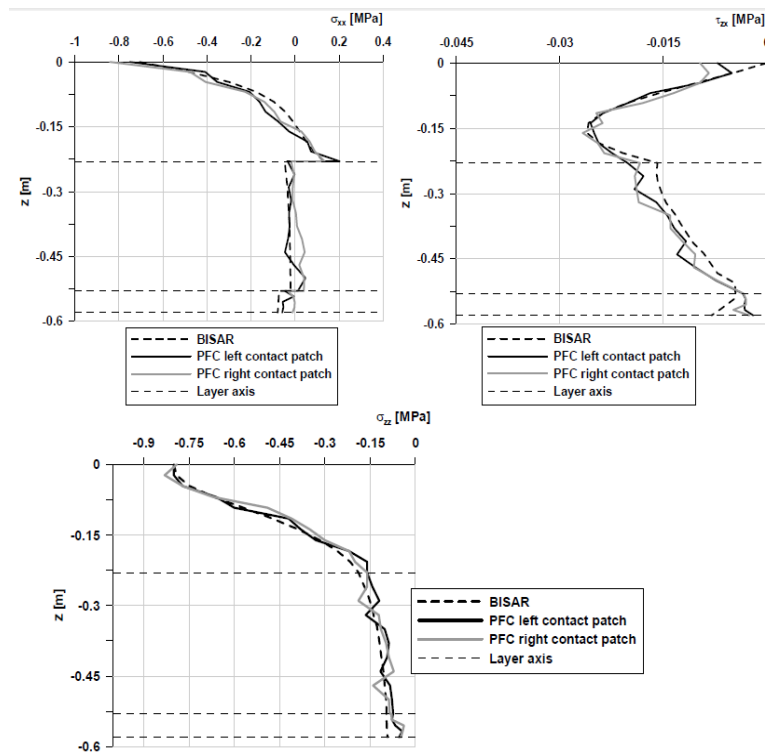 σxx [MPa]
-1 -0.8 -0.6 -0.4 -0.2 0 0.2 0.4
0
-0.15
-0.3
-0.45
-0.6
z [m]
BISAR
PFC left contact patch
PFC right contact patch
Layer axis
τzx [MPa]
-0.045 -0.03 -0.015 0
0
-0.15
-0.3
-0.45
-0.6
z [m]
BISAR
PFC left contact patch
PFC right contact patch
Layer axis
σzz [MPa]
-0.9 -0.75 -0.6 -0.45 -0.3 -0.15 0
0
-0.15
-0.3
-0.45
-0.6
z [m]
BISAR
PFC left contact patch
PFC right contact patch
Layer axis